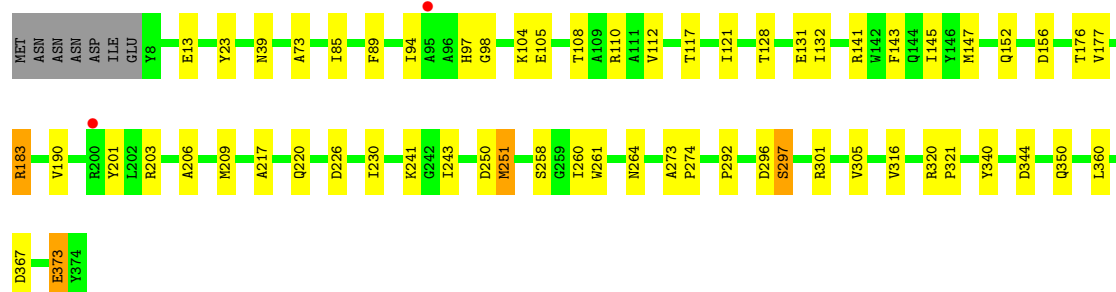 MET ASN ASN ASN ASP ILE GLU Y8 E13 Y23 N39 A73 I85 F89 I94 A95 A96 H97 G98 K104 E105 T108 A109 R110 A111 V112 T117 I121 T128 E131 I132 R141 W142 F143 Q144 I145 Y146 M147 Q152 D156 T176 V177
R183 V190 R200 Y201 L202 R203 A206 M209 A217 Q220 D226 I230 K241 G242 I243 D250 M251 S258 G259 I260 W261 N264 A273 P274 P292 D296 S297 R301 V305 V316 R320 P321 Y340 D344 Q350 L360
D367 E373 Y374